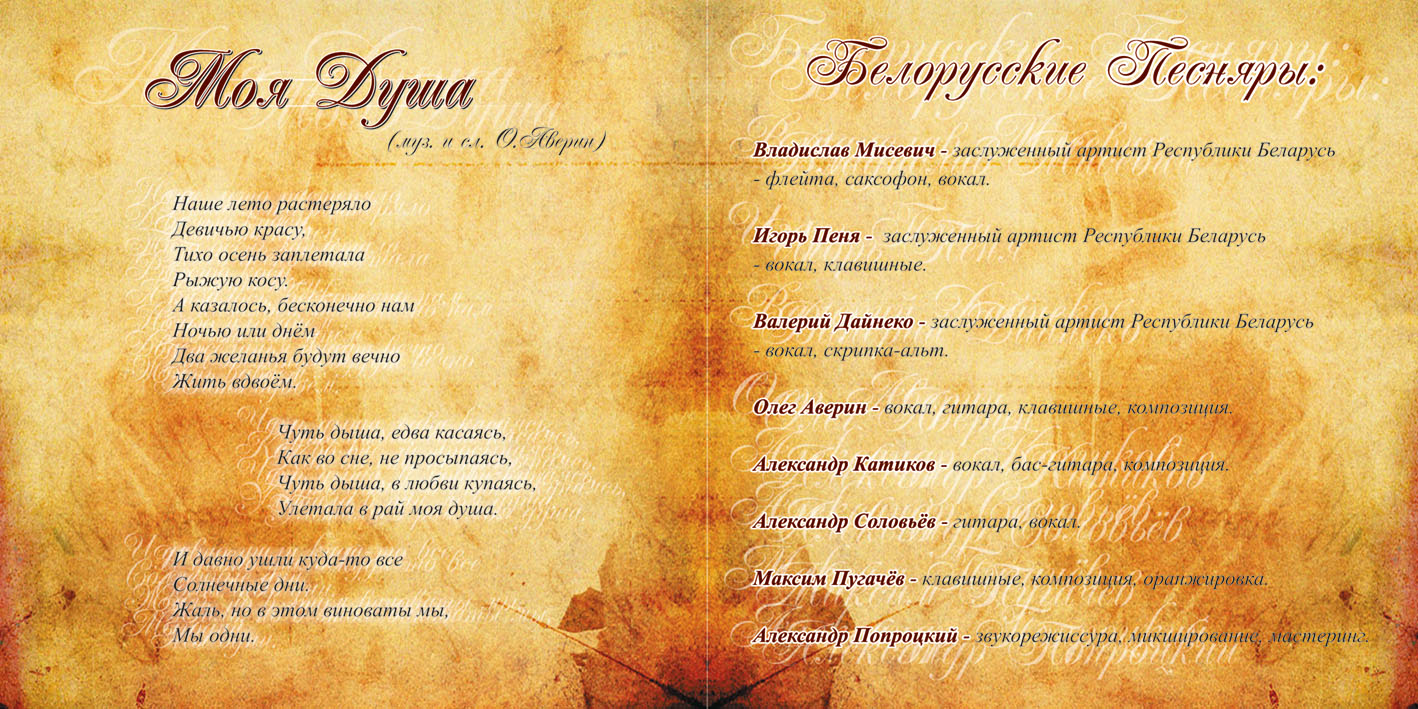 Моя Душа
(муз. и сл. О.Аверин)
Наше лето растеряло
Девичью красу,
Тихо осень заплетала
Рыжую косу.
А казалось, бесконечно нам
Ночью или днём
Два желанья будут вечно
Жить вдвоём.
Чуть дыша, едва касаясь,
Как во сне, не просыпаясь,
Чуть дыша, в любви купаясь,
Улетала в рай моя душа.
И давно ушли куда-то все
Солнечные дни.
Жаль, но в этом виноваты мы,
Мы одни.
Белорусские Песняры:
Владислав Мисевич - заслуженный артист Республики Беларусь
- флейта, саксофон, вокал.
Игорь Пеня - заслуженный артист Республики Беларусь
- вокал, клавишные.
Валерий Дайнеко - заслуженный артист Республики Беларусь
- вокал, скрипка-альт.
Олег Аверин - вокал, гитара, клавишные, композиция.
Александр Катиков - вокал, бас-гитара, композиция.
Александр Соловьёв - гитара, вокал.
Максим Пугачёв - клавишные, композиция, оранжировка.
Александр Попроцкий - звукорежиссура, микширование, мастеринг.